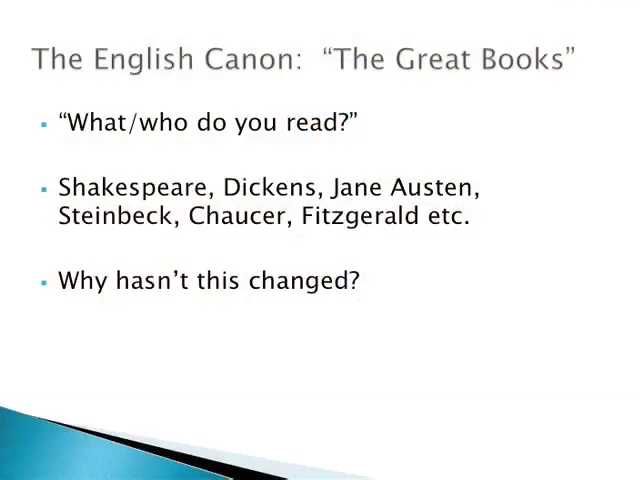 The English Canon:  “The Great Books”
▪ “What/who do you read?”
▪ Shakespeare, Dickens, Jane Austen,
Steinbeck, Chaucer, Fitzgerald etc.
▪ Why hasn’t this changed?